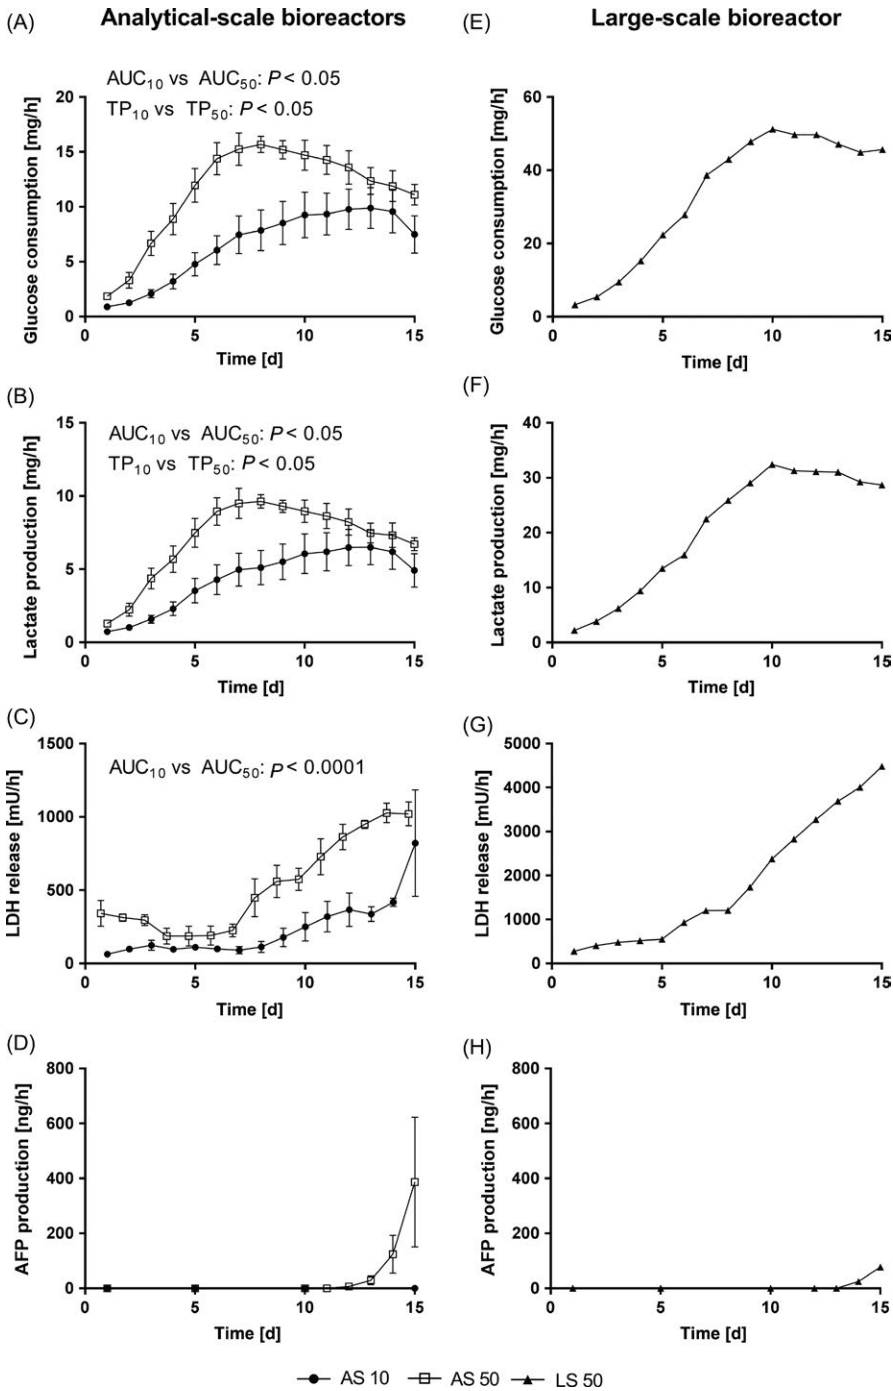 Analytical-scale bioreactors
Large-scale bioreactor
(A)
AUC10 vs AUC50: P < 0.05
TP10 vs TP50: P < 0.05
Glucose consumption [mg/h]
20
15
10
5
0
0 5 10 15
Time [d]
(E)
Glucose consumption [mg/h]
60
40
20
0
0 5 10 15
Time [d]
(B)
AUC10 vs AUC50: P < 0.05
TP10 vs TP50: P < 0.05
Lactate production [mg/h]
15
10
5
0
0 5 10 15
Time [d]
(F)
Lactate production [mg/h]
40
30
20
10
0
0 5 10 15
Time [d]
(C)
AUC10 vs AUC50: P < 0.0001
LDH release [mU/h]
1500
1000
500
0
0 5 10 15
Time [d]
(G)
LDH release [mU/h]
5000
4000
3000
2000
1000
0
0 5 10 15
Time [d]
(D)
AFP production [ng/h]
800
600
400
200
0
0 5 10 15
Time [d]
(H)
AFP production [ng/h]
800
600
400
200
0
0 5 10 15
Time [d]
AS 10 AS 50 LS 50